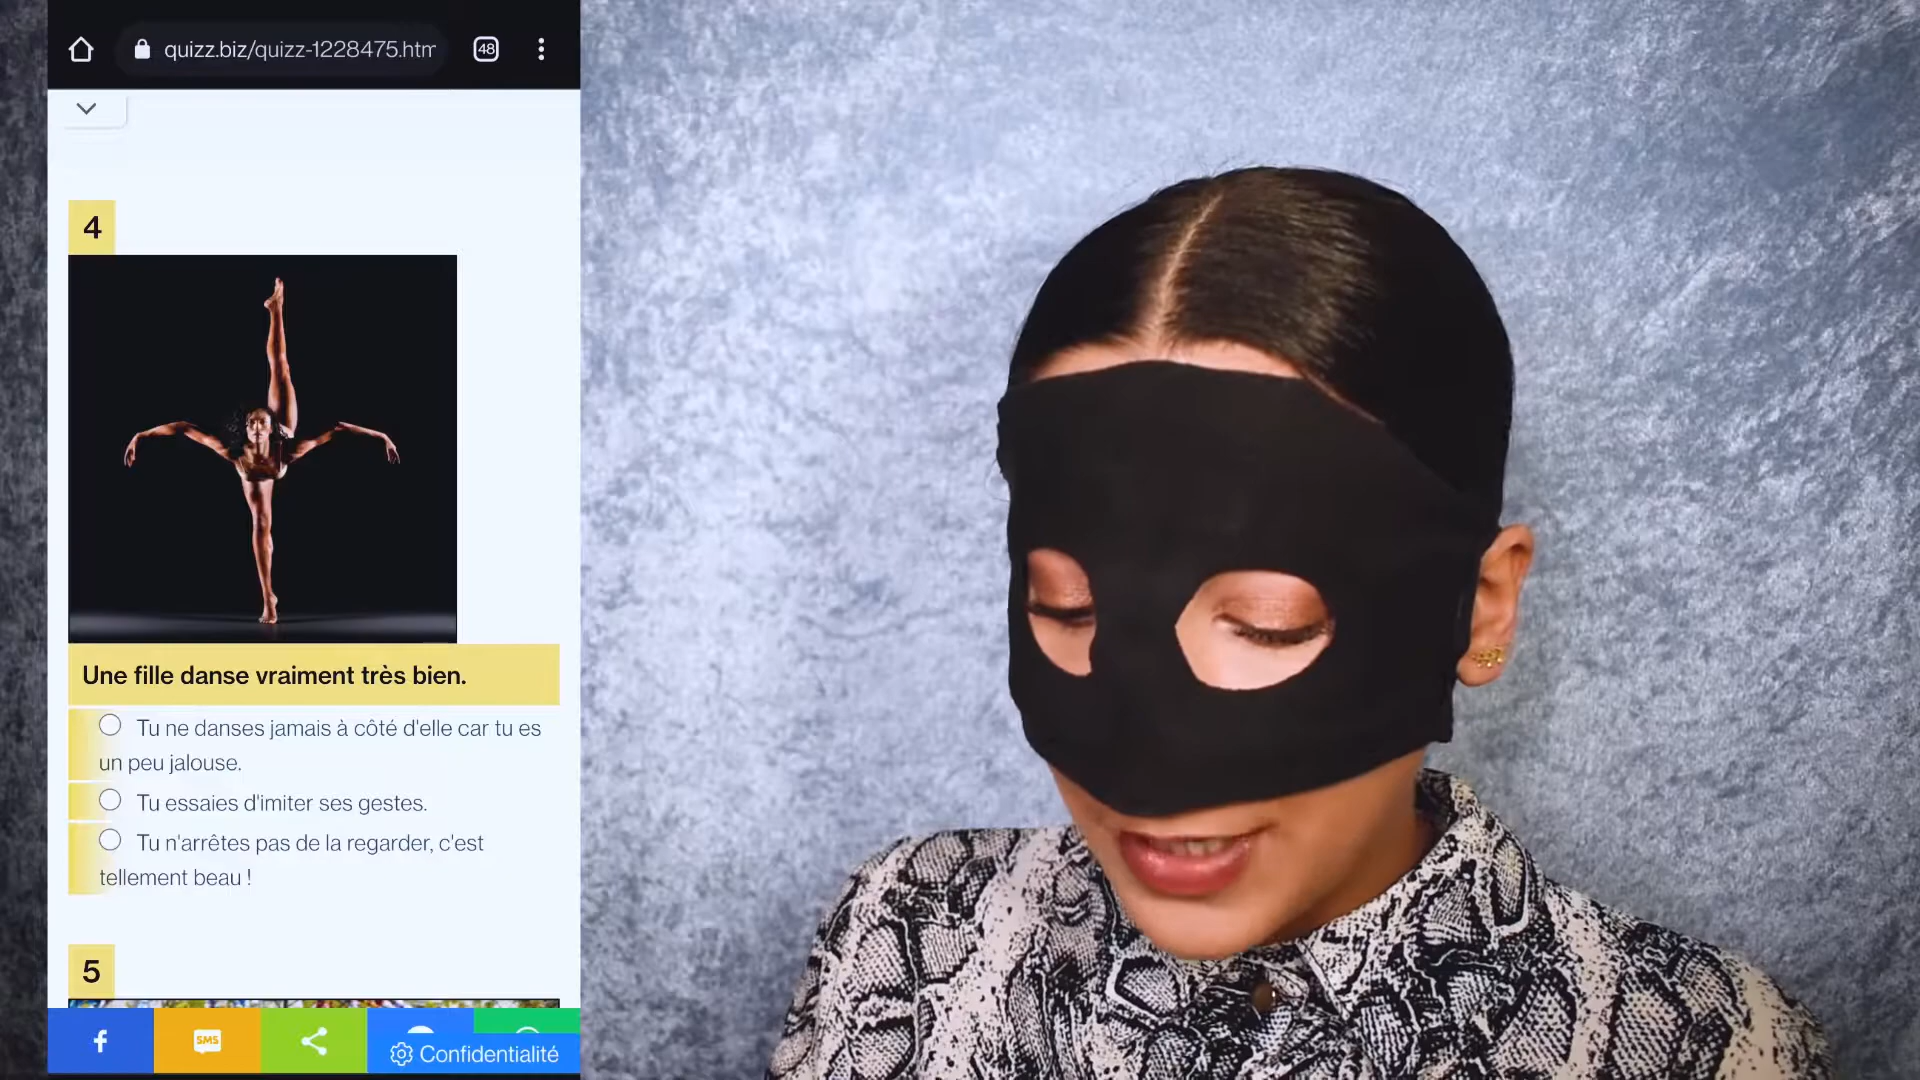 quizz.biz/quizz-1228475.htm
48
4
Une fille danse vraiment très bien.
Tu ne danses jamais à côté d'elle car tu es
un peu jalouse.
Tu essaies d'imiter ses gestes.
Tu n'arrêtes pas de la regarder, c'est
tellement beau !
5
SMS
Confidentialité